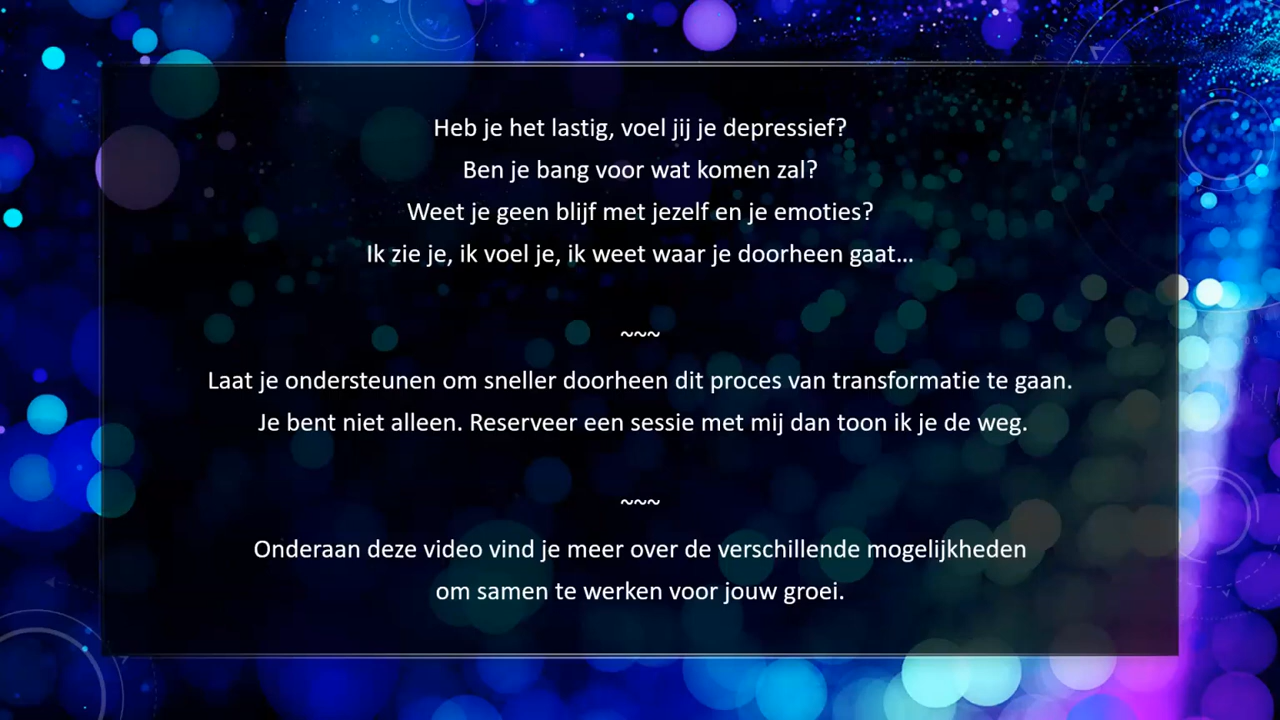 Heb je het lastig, voel jij je depressief?
Ben je bang voor wat komen zal?
Weet je geen blijf met jezelf en je emoties?
Ik zie je, ik voel je, ik weet waar je doorheen gaat...
~~~
Laat je ondersteunen om sneller doorheen dit proces van transformatie te gaan.
Je bent niet alleen. Reserveer een sessie met mij dan toon ik je de weg.
~~~
Onderaan deze video vind je meer over de verschillende mogelijkheden
om samen te werken voor jouw groei.